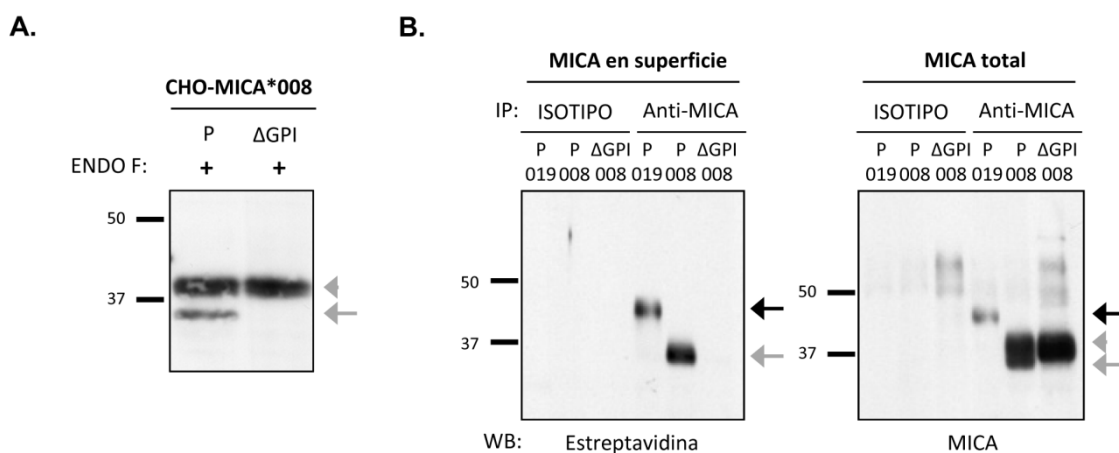 A.
CHO-MICA*008
P ΔGPI
ENDO F: + +
50
37
B.
MICA en superficie
IP: ISOTIPO Anti-MICA
P P ΔGPI P P ΔGPI
019 008 008 019 008 008
50
37
WB: Estreptavidina
MICA total
ISOTIPO Anti-MICA
P P ΔGPI P P ΔGPI
019 008 008 019 008 008
50
37
MICA